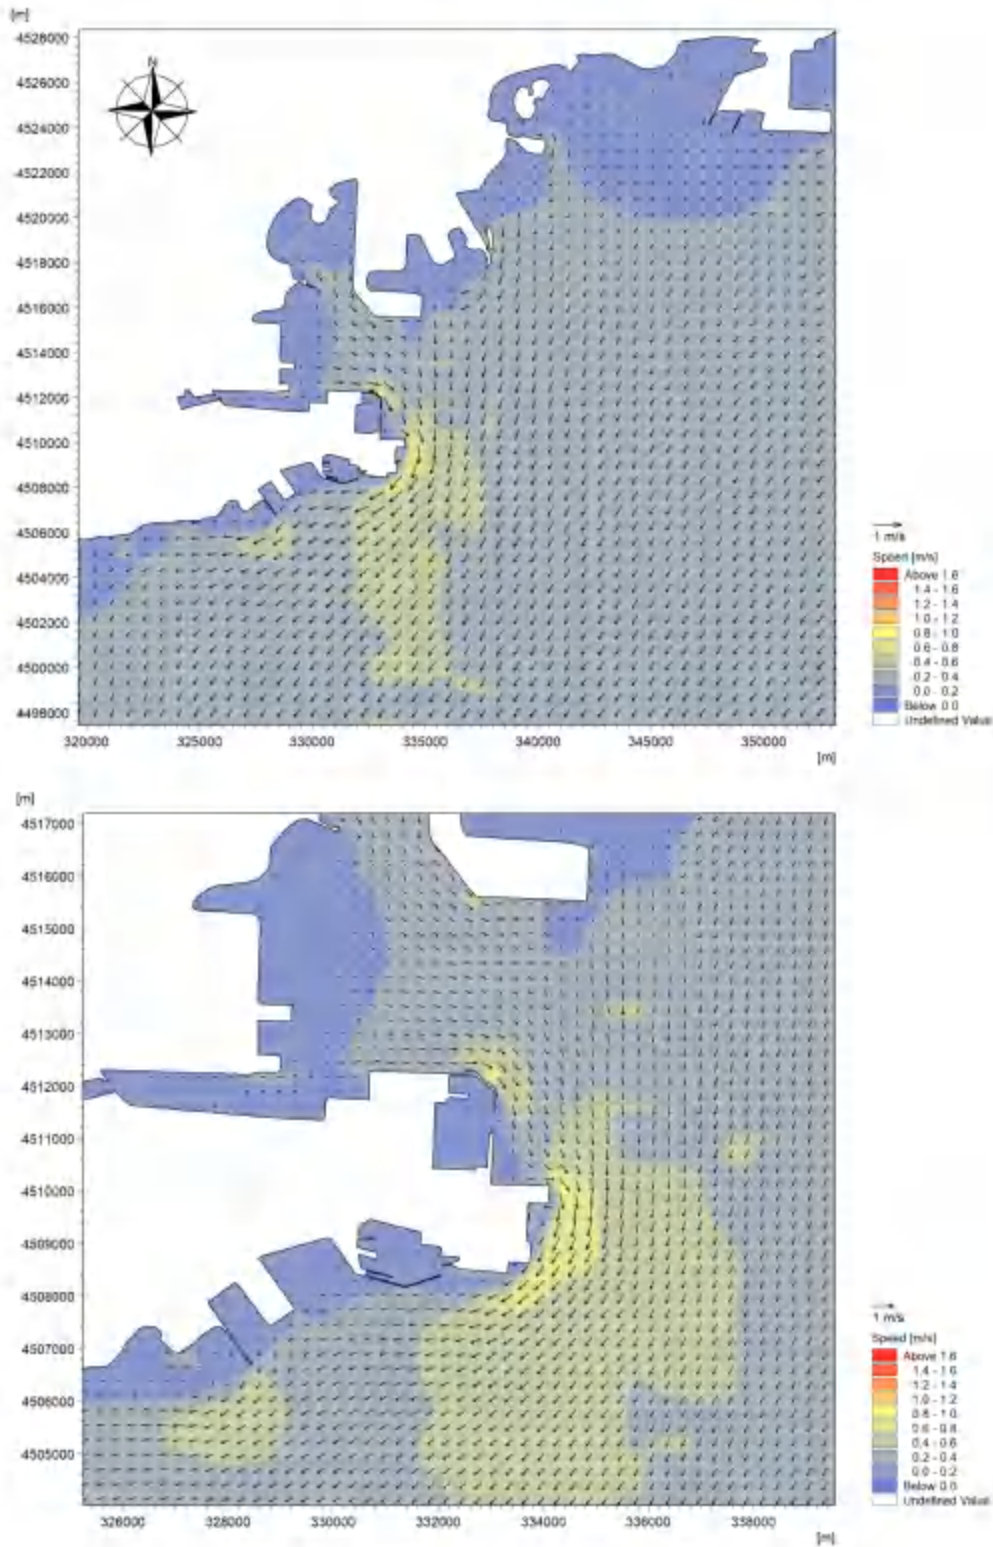 [m]
4528000
4526000
4524000
4522000
4520000
4518000
4516000
4514000
4512000
4510000
4508000
4506000
4504000
4502000
4500000
4498000
N
320000 325000 330000 335000 340000 345000 350000
[m]
1 m/s
Speed [m/s]
Above 1.6
1.4 - 1.6
1.2 - 1.4
1.0 - 1.2
0.8 - 1.0
0.6 - 0.8
0.4 - 0.6
0.2 - 0.4
0.0 - 0.2
Below 0.0
Undefined Value
[m]
4517000
4516000
4515000
4514000
4513000
4512000
4511000
4510000
4509000
4508000
4507000
4506000
4505000
326000 328000 330000 332000 334000 336000 338000
[m]
1 m/s
Speed [m/s]
Above 1.6
1.4 - 1.6
1.2 - 1.4
1.0 - 1.2
0.8 - 1.0
0.6 - 0.8
0.4 - 0.6
0.2 - 0.4
0.0 - 0.2
Below 0.0
Undefined Value